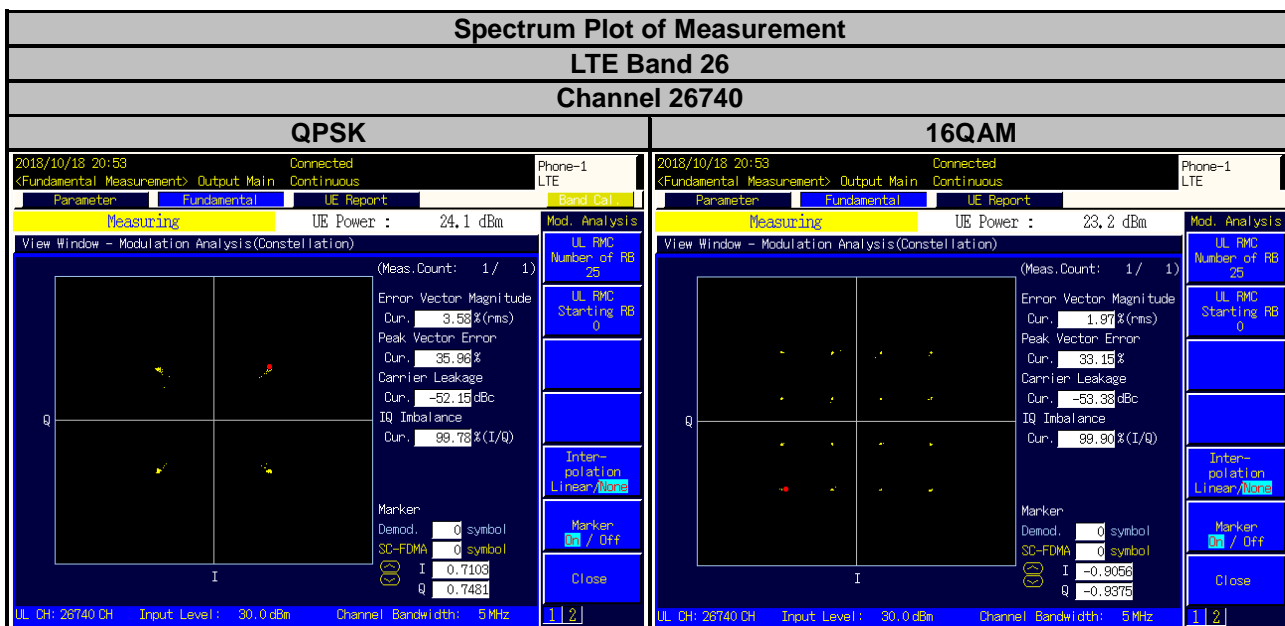 Spectrum Plot of Measurement
LTE Band 26
Channel 26740
QPSK
2018/10/18 20:53 Connected Phone-1
<Fundamental Measurement> Output Main Continuous LTE
Parameter Fundamental UE Report Band Cal.
Measuring UE Power : 24.1 dBm Mod. Analysis
View Window - Modulation Analysis(Constellation)
(Meas.Count: 1/ 1)
Error Vector Magnitude
Cur. 3.58 %(rms)
Peak Vector Error
Cur. 35.96 %
Carrier Leakage
Cur. -52.15 dBc
IQ Imbalance
Cur. 99.78 %(I/Q)
Q
I
Marker
Demod. 0 symbol
SC-FDMA 0 symbol
I 0.7103
Q 0.7481
UL RMC
Number of RB
25
UL RMC
Starting RB
0
Inter-
polation
Linear/None
Marker
On / Off
Close
UL CH: 26740 CH Input Level: 30.0 dBm Channel Bandwidth: 5 MHz 1 2
16QAM
2018/10/18 20:53 Connected Phone-1
<Fundamental Measurement> Output Main Continuous LTE
Parameter Fundamental UE Report
Measuring UE Power : 23.2 dBm Mod. Analysis
View Window - Modulation Analysis(Constellation)
(Meas.Count: 1/ 1)
Error Vector Magnitude
Cur. 1.97 %(rms)
Peak Vector Error
Cur. 33.15 %
Carrier Leakage
Cur. -53.38 dBc
IQ Imbalance
Cur. 99.90 %(I/Q)
Q
I
Marker
Demod. 0 symbol
SC-FDMA 0 symbol
I -0.9056
Q -0.9375
UL RMC
Number of RB
25
UL RMC
Starting RB
0
Inter-
polation
Linear/None
Marker
On / Off
Close
UL CH: 26740 CH Input Level: 30.0 dBm Channel Bandwidth: 5 MHz 1 2